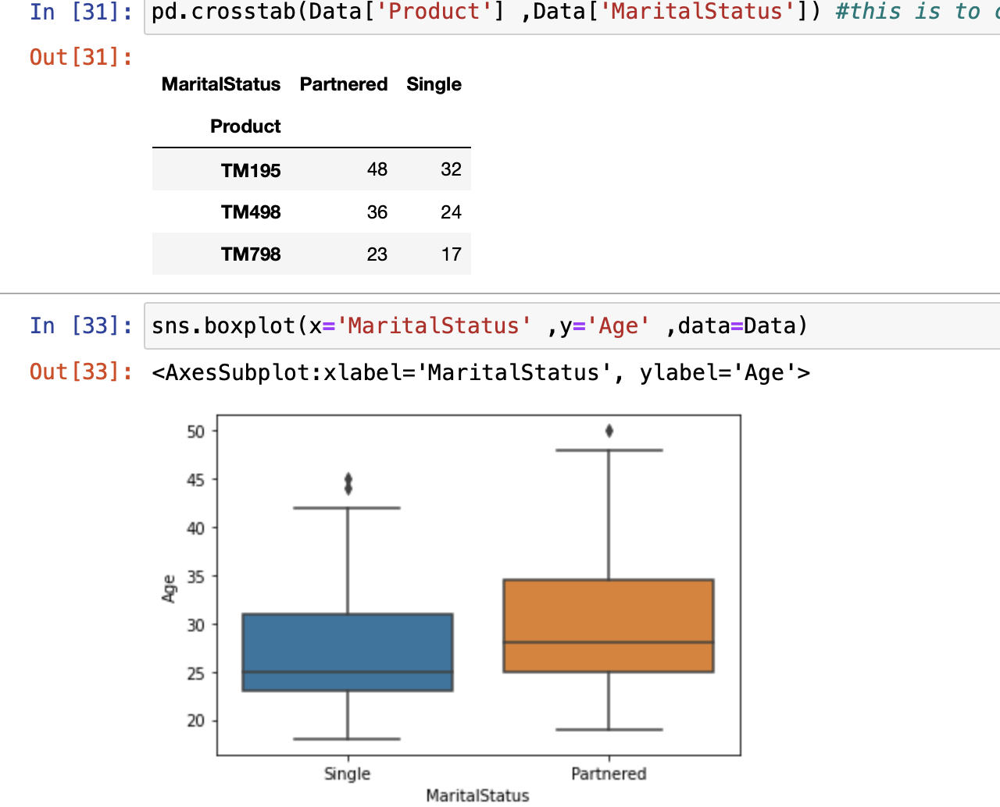 In [31]: pd.crosstab(Data['Product'] ,Data['MaritalStatus']) #this is to
Out[31]:
MaritalStatus Partnered Single
Product
TM195 48 32
TM498 36 24
TM798 23 17
In [33]: sns.boxplot(x='MaritalStatus' ,y='Age' ,data=Data)
Out[33]: <AxesSubplot:xlabel='MaritalStatus', ylabel='Age'>
50
45
40
35
30
25
20
Age
Single Partnered
MaritalStatus